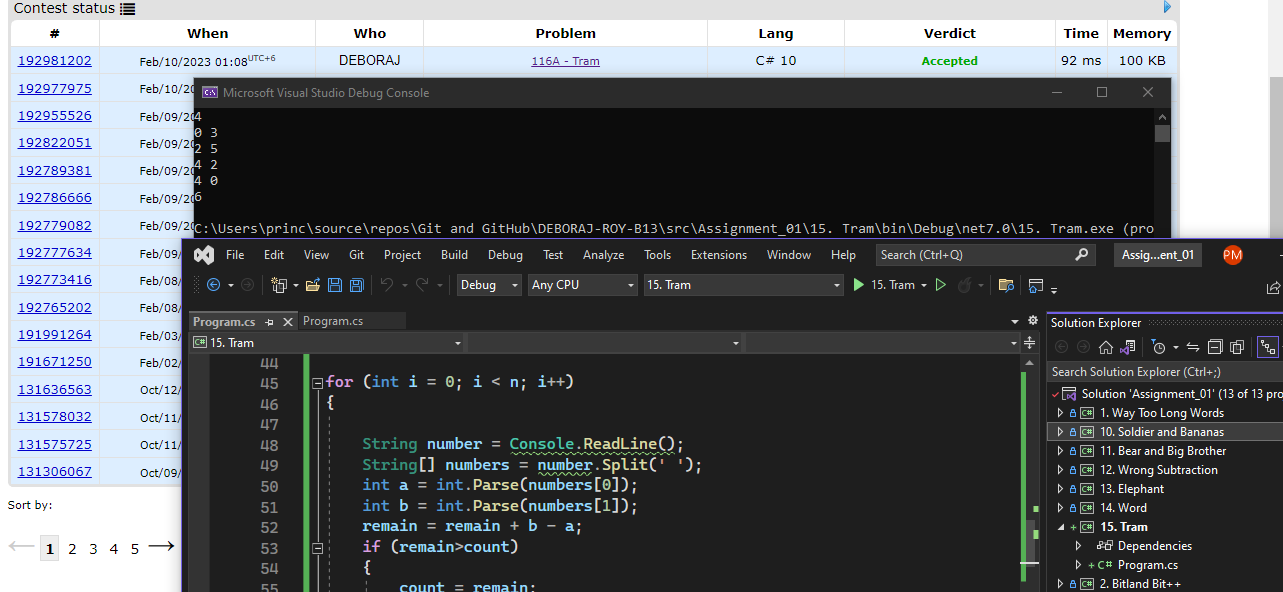 Contest status
# When Who Problem Lang Verdict Time Memory
192981202 Feb/10/2023 01:08UTC+6 DEBORAJ 116A - Tram C# 10 Accepted 92 ms 100 KB
192977975 Feb/10/20
192955526 Feb/09/20
192822051 Feb/09/20
192789381 Feb/09/20
192786666 Feb/09/20
192779082 Feb/09/20
192777634 Feb/09
192773416 Feb/08/
192765202 Feb/08/
191991264 Feb/03/
191671250 Feb/02/
131636563 Oct/12/
131578032 Oct/11/
131575725 Oct/11/
131306067 Oct/09/
Sort by:
1 2 3 4 5
Microsoft Visual Studio Debug Console
4
0 3
2 5
4 2
4 0
6
C:\Users\princ\source\repos\Git and GitHub\DEBORAJ-ROY-B13\src\Assignment_01\15. Tram\bin\Debug\net7.0\15. Tram.exe (pro
File Edit View Git Project Build Debug Test Analyze Tools Extensions Window Help Search (Ctrl+Q) Assig...ent_01 PM
Debug Any CPU 15. Tram 15. Tram
Program.cs Program.cs
C# 15. Tram
44
45 for (int i = 0; i < n; i++)
46 {
47
48 String number = Console.ReadLine();
49 String[] numbers = number.Split(' ');
50 int a = int.Parse(numbers[0]);
51 int b = int.Parse(numbers[1]);
52 remain = remain + b - a;
53 if (remain>count)
54 {
55 count = remain;
Solution Explorer
Search Solution Explorer (Ctrl+;)
Solution 'Assignment_01' (13 of 13 pro
C# 1. Way Too Long Words
C# 10. Soldier and Bananas
C# 11. Bear and Big Brother
C# 12. Wrong Subtraction
C# 13. Elephant
C# 14. Word
C# 15. Tram
Dependencies
C# Program.cs
C# 2. Bitland Bit++